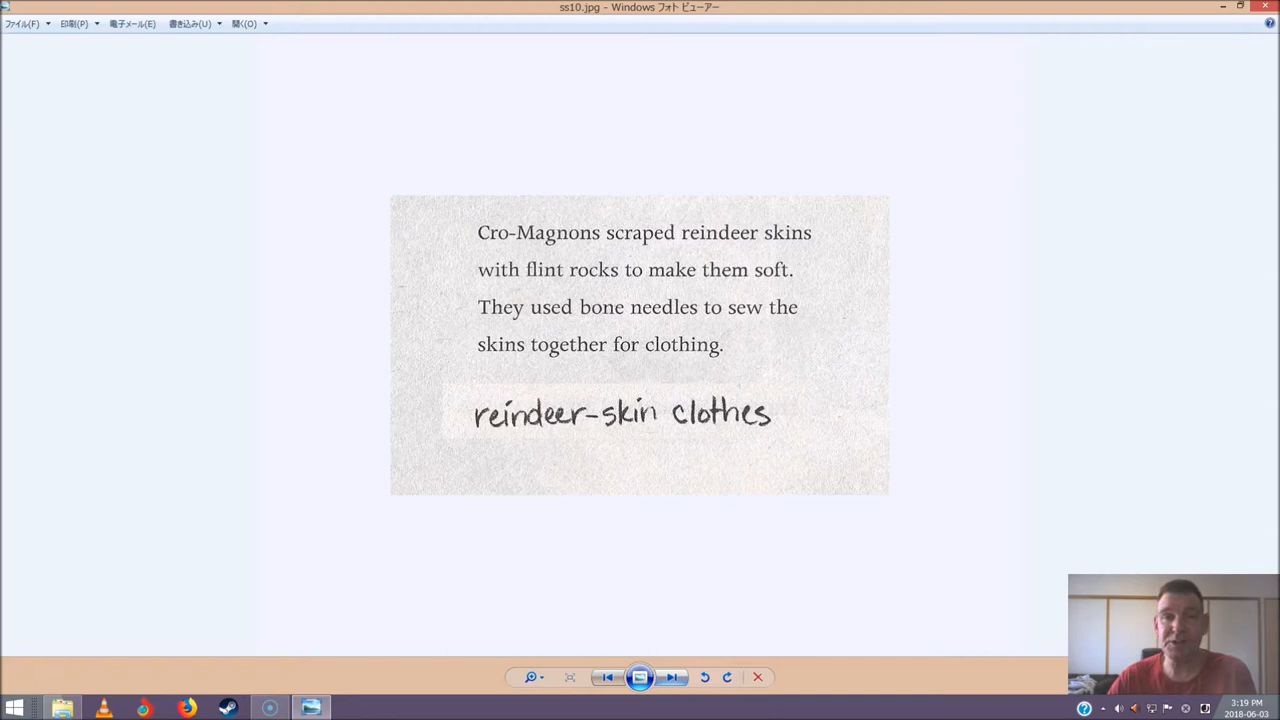 ss10.jpg - Windows フォト ビューアー
ファイル(F) 印刷(P) 電子メール(E) 書き込み(U) 開く(O)
Cro-Magnons scraped reindeer skins
with flint rocks to make them soft.
They used bone needles to sew the
skins together for clothing.
reindeer-skin clothes
3:19 PM
2018-06-03